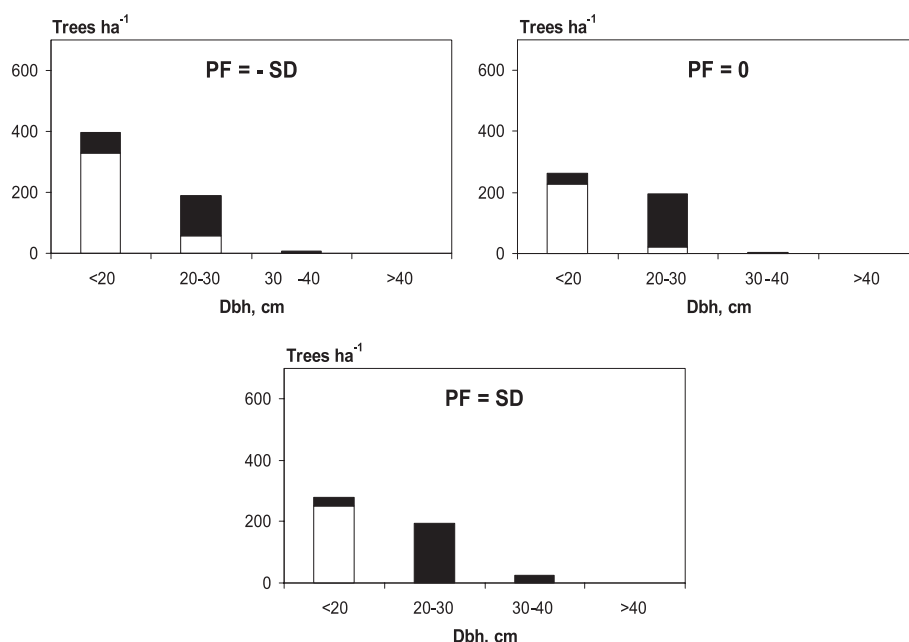 Trees ha⁻¹
PF = - SD
600
400
200
0
<20 20-30 30 -40 >40
Dbh, cm
Trees ha⁻¹
PF = 0
600
400
200
0
<20 20-30 30-40 >40
Dbh, cm
Trees ha⁻¹
PF = SD
600
400
200
0
<20 20-30 30-40 >40
Dbh, cm